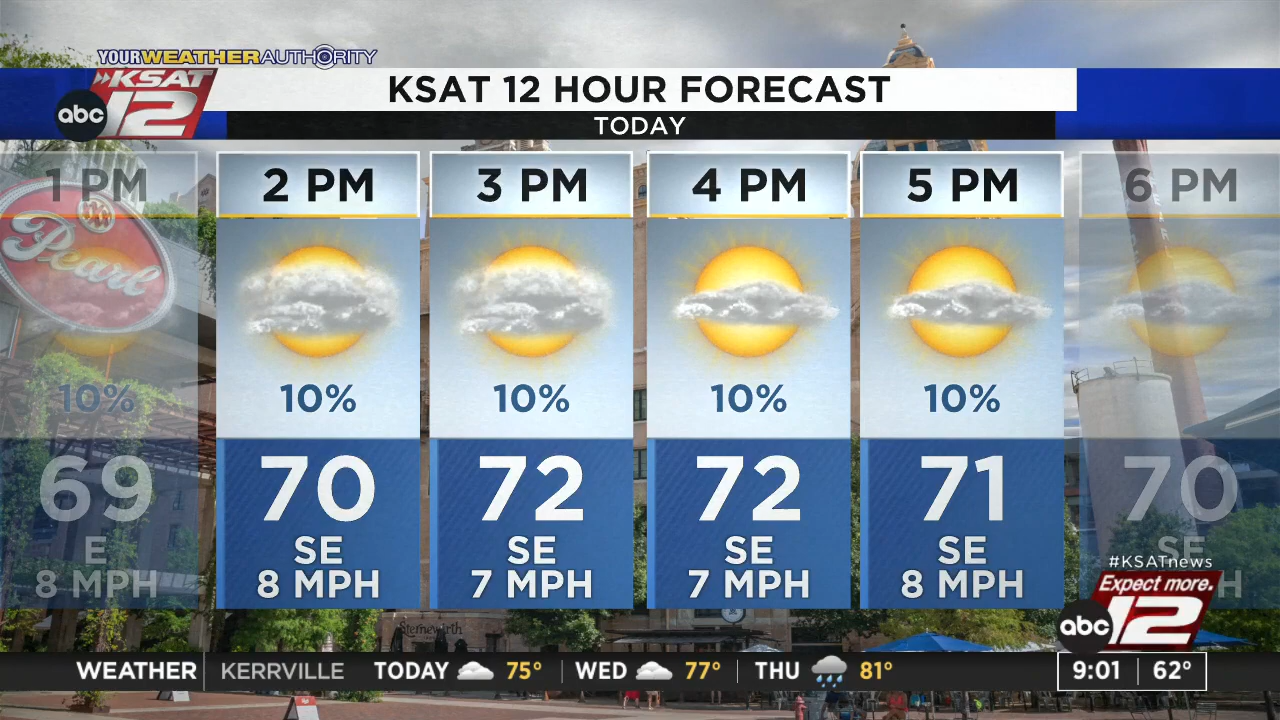 YOURWEATHERAUTHORITY
KSAT
abc 12
KSAT 12 HOUR FORECAST
TODAY
1 PM 2 PM 3 PM 4 PM 5 PM 6 PM
Pearl
10% 10% 10% 10% 10%
69 70 72 72 71 70
E SE SE SE SE SE
8 MPH 8 MPH 7 MPH 7 MPH 8 MPH
#KSATnews
Expect more.
abc 12
Sternewirth
WEATHER KERRVILLE TODAY 75° WED 77° THU 81° 9:01 62°